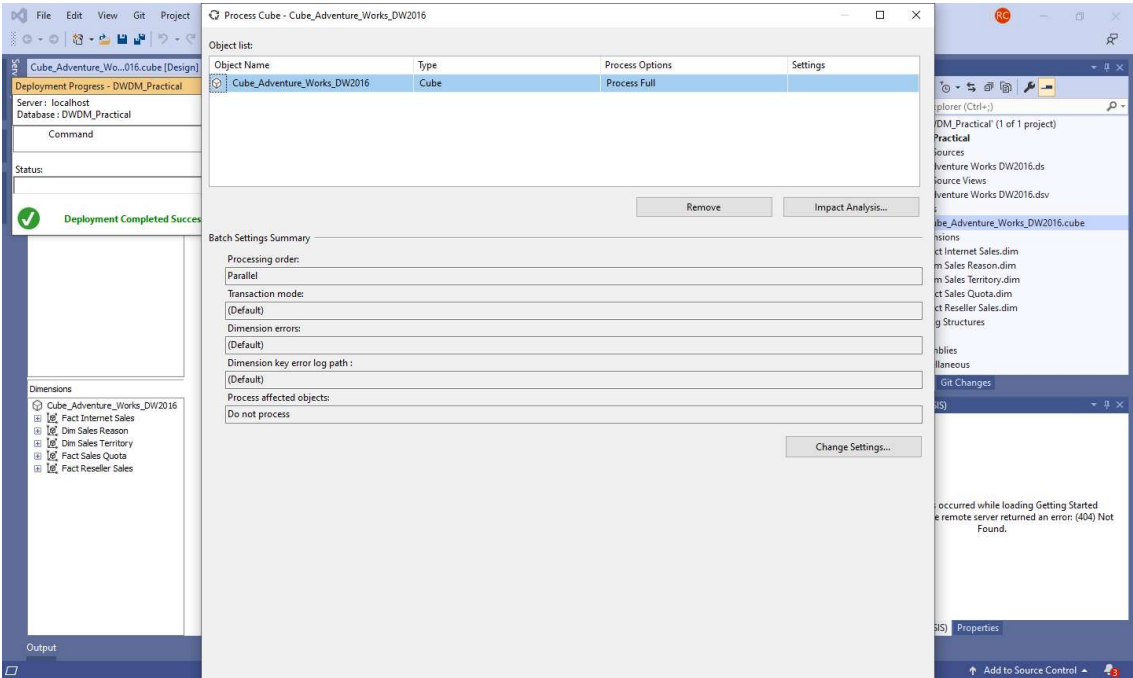 File Edit View Git Project
Process Cube - Cube_Adventure_Works_DW2016
RC
Cube_Adventure_Wo...016.cube [Design]
Deployment Progress - DWDM_Practical
Server: localhost
Database : DWDM_Practical
Command
Status:
Deployment Completed Succes
Object list:
Object Name Type Process Options Settings
Cube_Adventure_Works_DW2016 Cube Process Full
Remove Impact Analysis...
Batch Settings Summary
Processing order:
Parallel
Transaction mode:
(Default)
Dimension errors:
(Default)
Dimension key error log path :
(Default)
Process affected objects:
Do not process
Change Settings...
Dimensions
Cube_Adventure_Works_DW2016
Fact Internet Sales
Dim Sales Reason
Dim Sales Territory
Fact Sales Quota
Fact Reseller Sales
Output
plorer (Ctrl+;)
DM_Practical' (1 of 1 project)
Practical
ources
venture Works DW2016.ds
ource Views
venture Works DW2016.dsv
be_Adventure_Works_DW2016.cube
nsions
ct Internet Sales.dim
m Sales Reason.dim
m Sales Territory.dim
ct Sales Quota.dim
ct Reseller Sales.dim
g Structures
mblies
llaneous
Git Changes
SIS)
occurred while loading Getting Started
e remote server returned an error: (404) Not
Found.
SIS) Properties
Add to Source Control
3